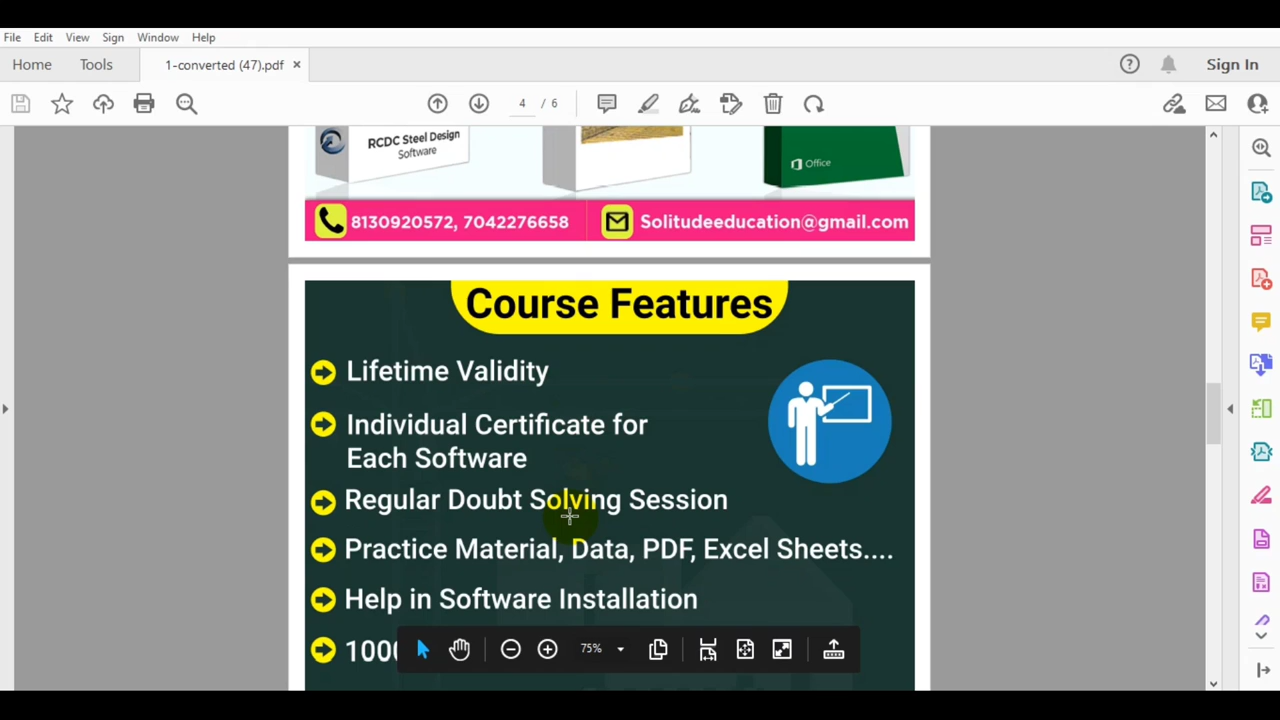 File Edit View Sign Window Help
Home Tools 1-converted (47).pdf × Sign In
4 / 6
RCDC Steel Design
Software
Office
8130920572, 7042276658 Solitudeeducation@gmail.com
Course Features
Lifetime Validity
Individual Certificate for
Each Software
Regular Doubt Solving Session
Practice Material, Data, PDF, Excel Sheets....
Help in Software Installation
100
75%